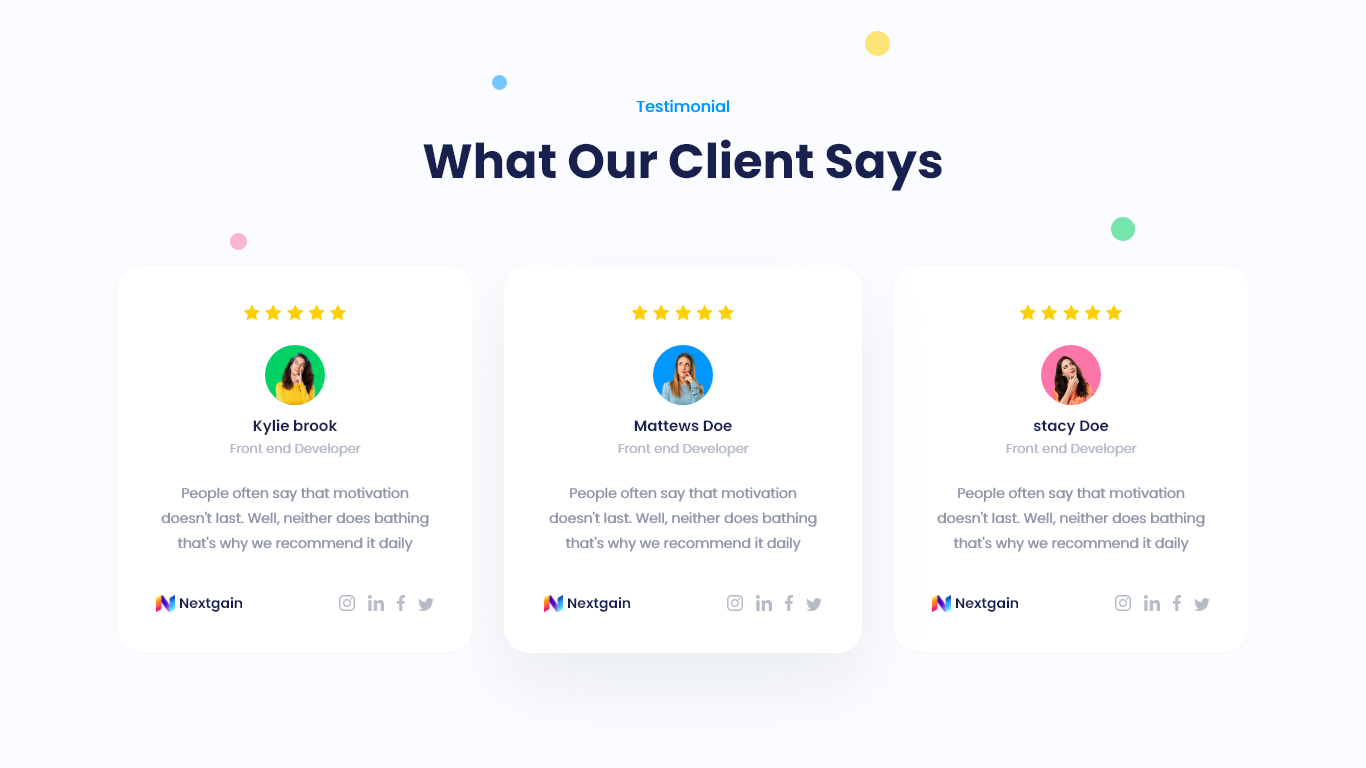 Testimonial
What Our Client Says
Kylie brook
Front end Developer
People often say that motivation
doesn't last. Well, neither does bathing
that's why we recommend it daily
Nextgain
Mattews Doe
Front end Developer
People often say that motivation
doesn't last. Well, neither does bathing
that's why we recommend it daily
Nextgain
stacy Doe
Front end Developer
People often say that motivation
doesn't last. Well, neither does bathing
that's why we recommend it daily
Nextgain